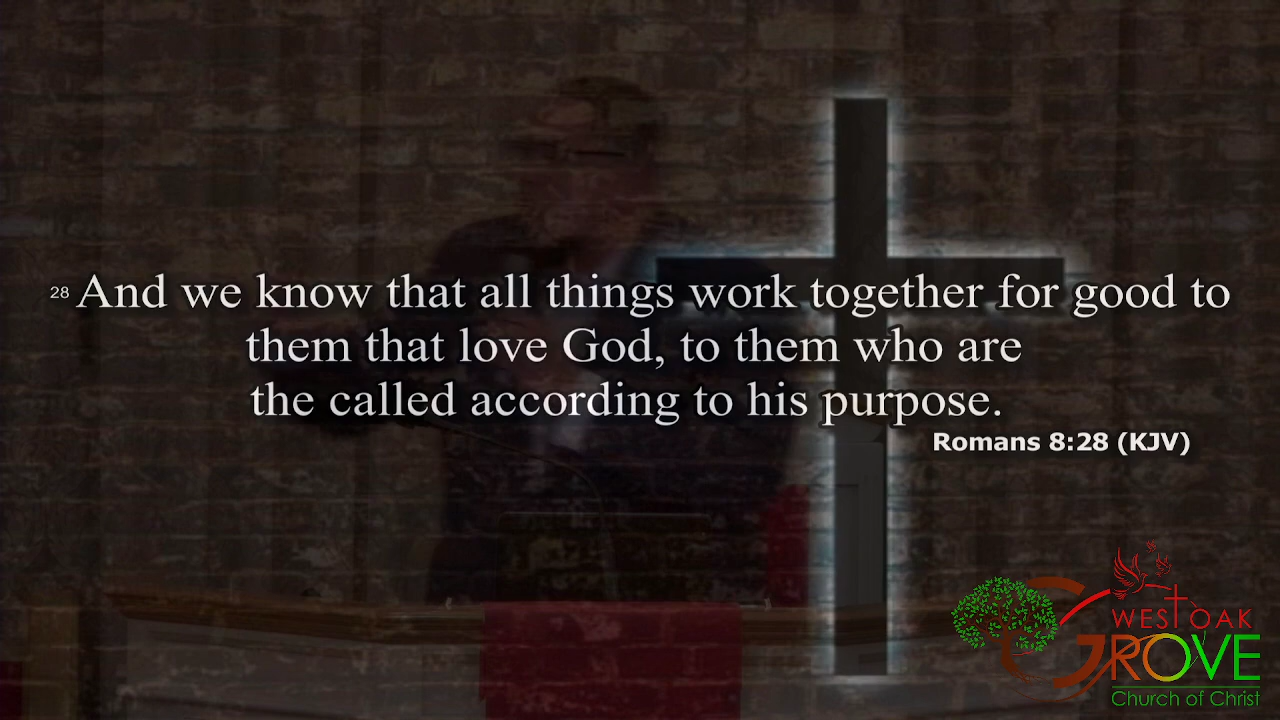 28 And we know that all things work together for good to
them that love God, to them who are
the called according to his purpose.
Romans 8:28 (KJV)
WEST OAK
GROVE
Church of Christ